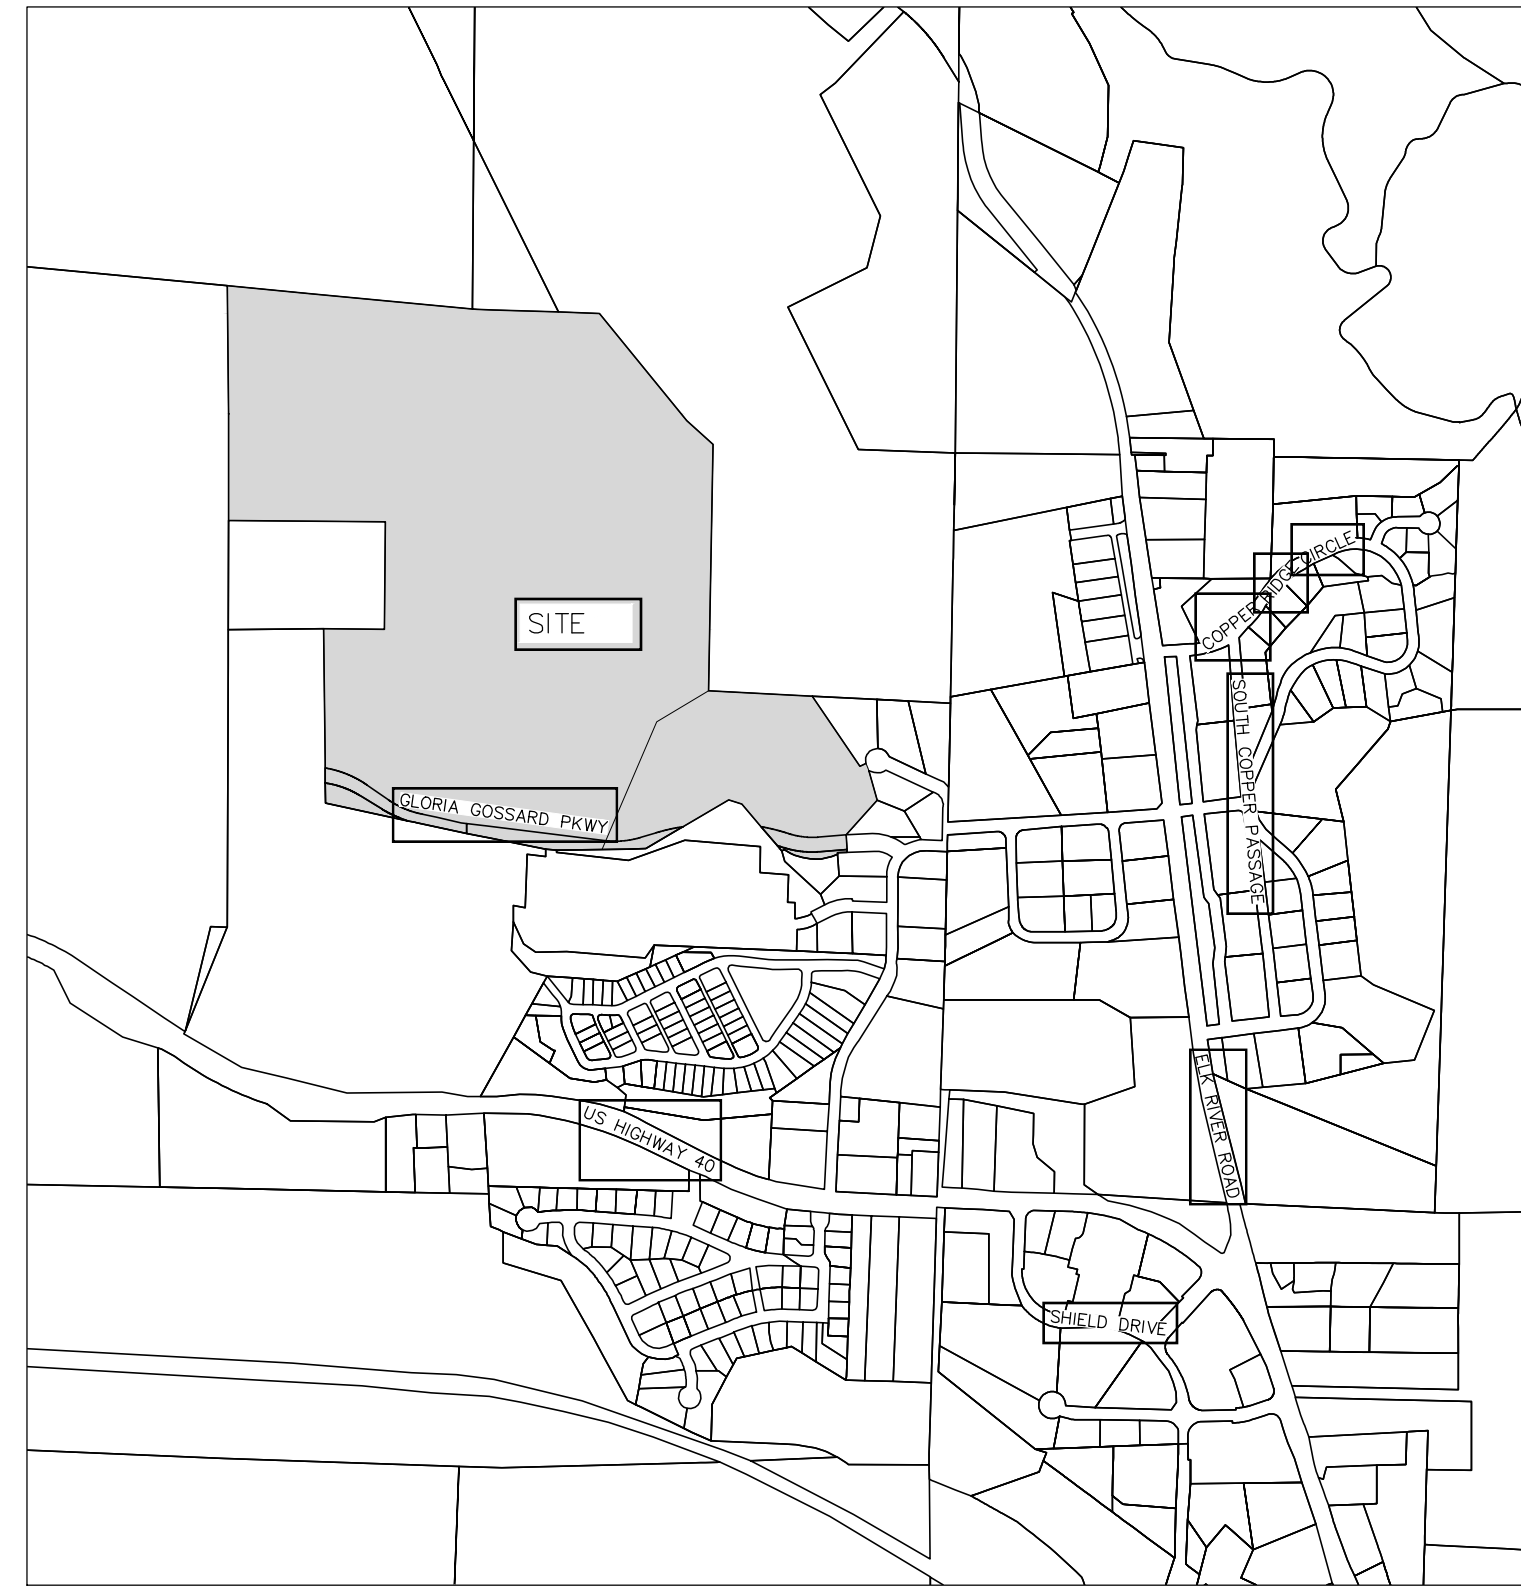 COPPER RIDGE CIRCLE
SITE
SOUTH COPPER PASSAGE
GLORIA GOSSARD PKWY
ELK RIVER ROAD
US HIGHWAY 40
SHIELD DRIVE